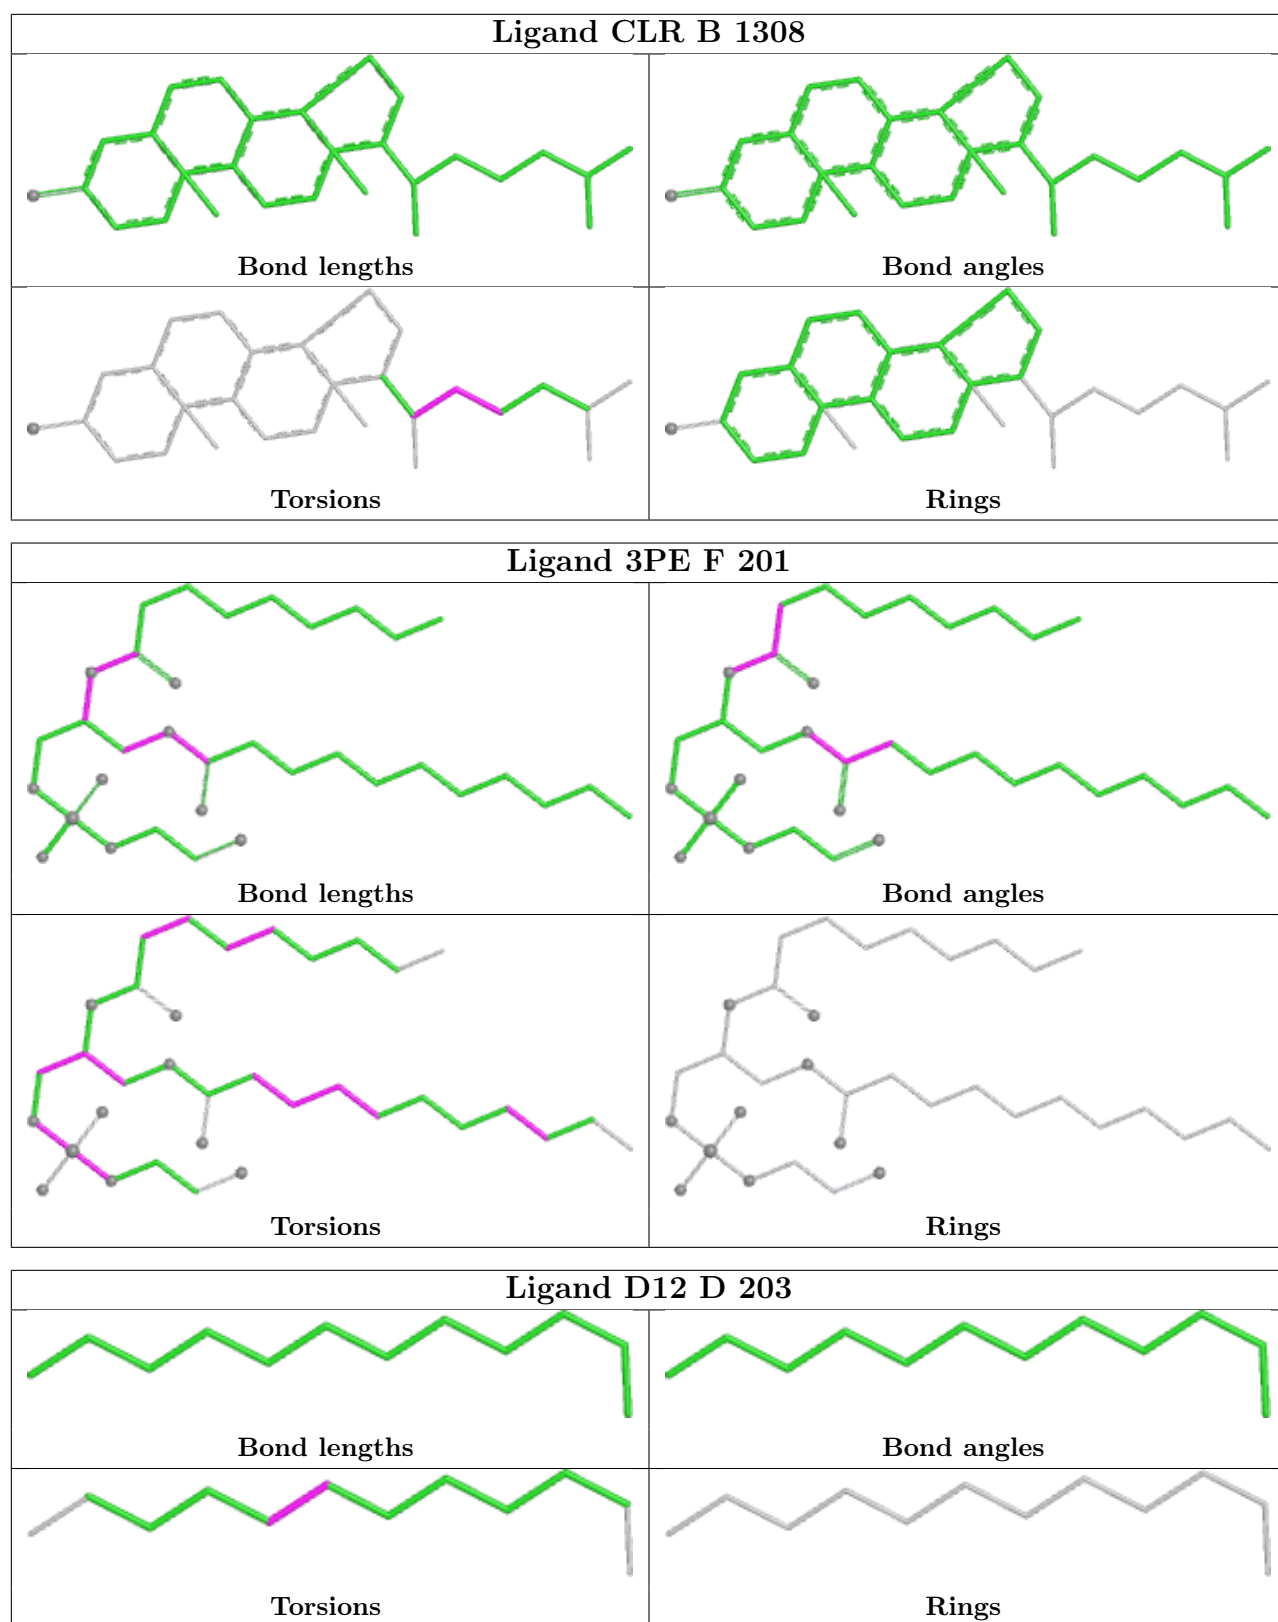 Ligand CLR B 1308
Bond lengths
Bond angles
Torsions
Rings
Ligand 3PE F 201
Bond lengths
Bond angles
Torsions
Rings
Ligand D12 D 203
Bond lengths
Bond angles
Torsions
Rings